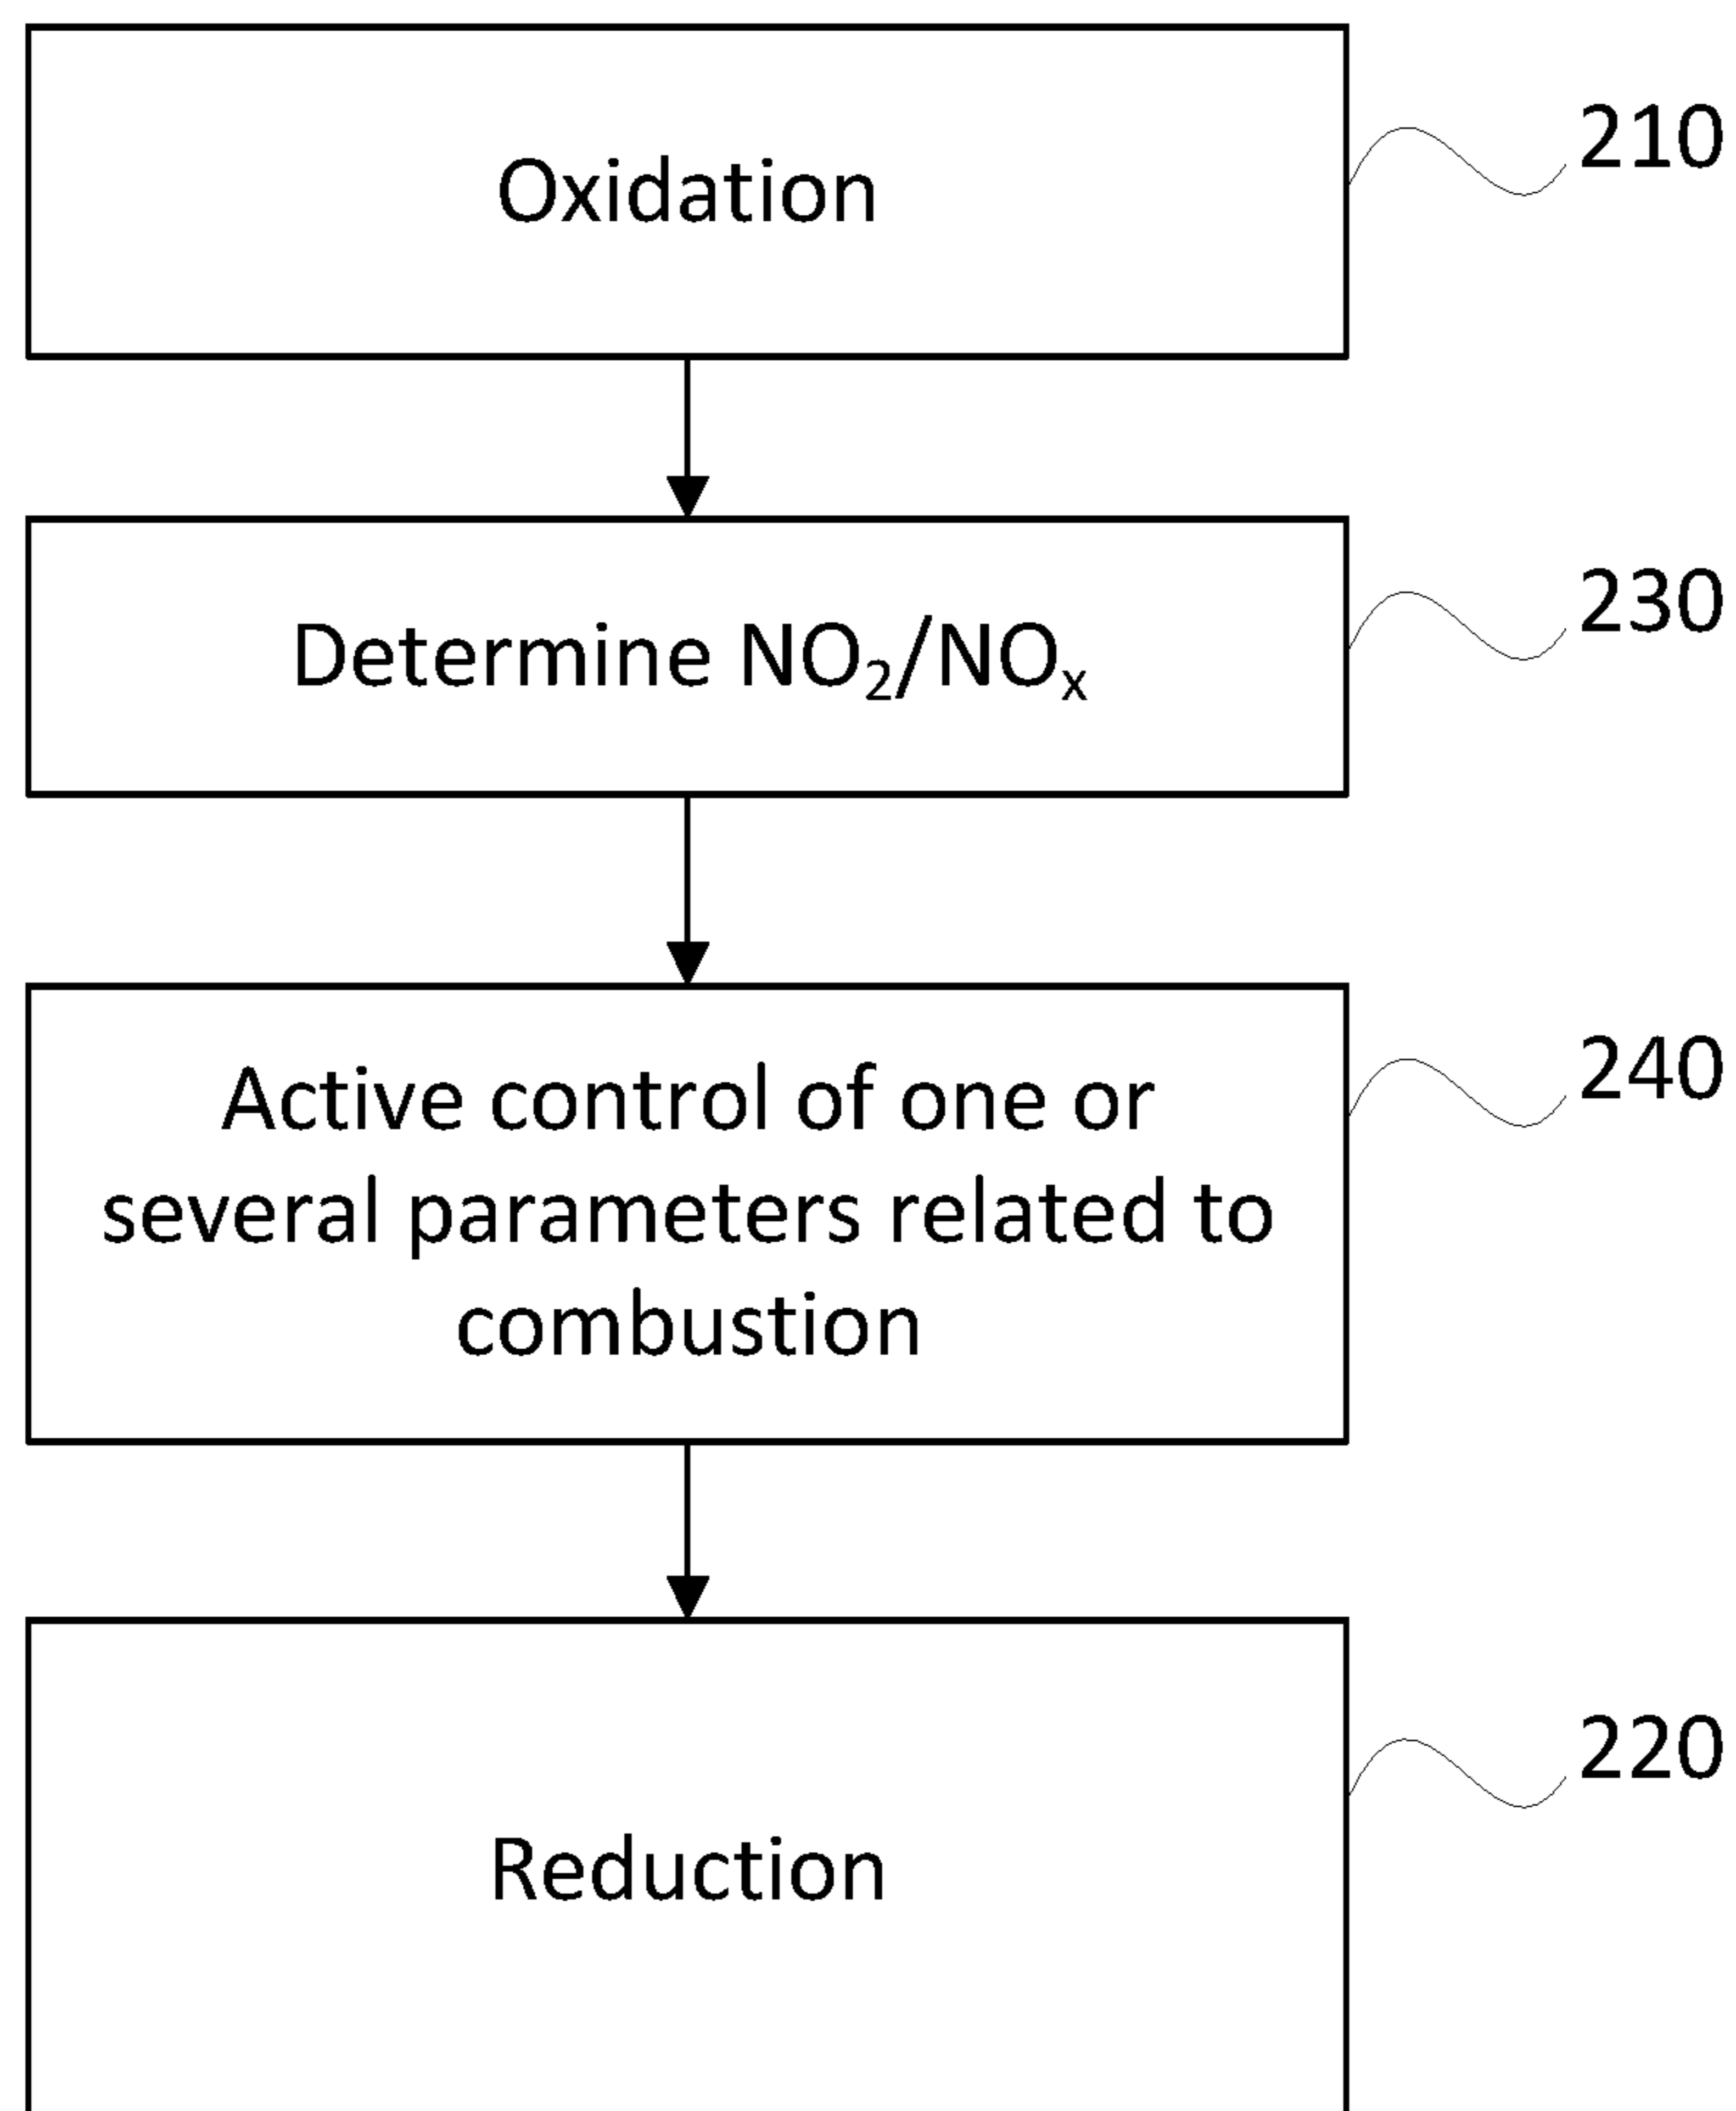 Oxidation
210
Determine NO₂/NOₓ
230
Active control of one or
several parameters related to
combustion
240
Reduction
220